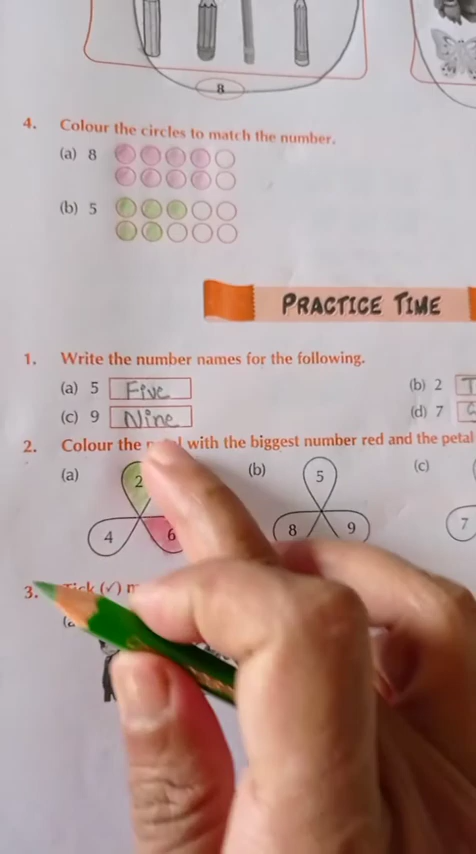 8
4. Colour the circles to match the number.
(a) 8
(b) 5
PRACTICE TIME
1. Write the number names for the following.
(a) 5 Five (b) 2 T
(c) 9 Nine (d) 7
2. Colour the with the biggest number red and the petal
(a) (b) (c)
2 5
4 6 8 9 7
3. Tick (✓)